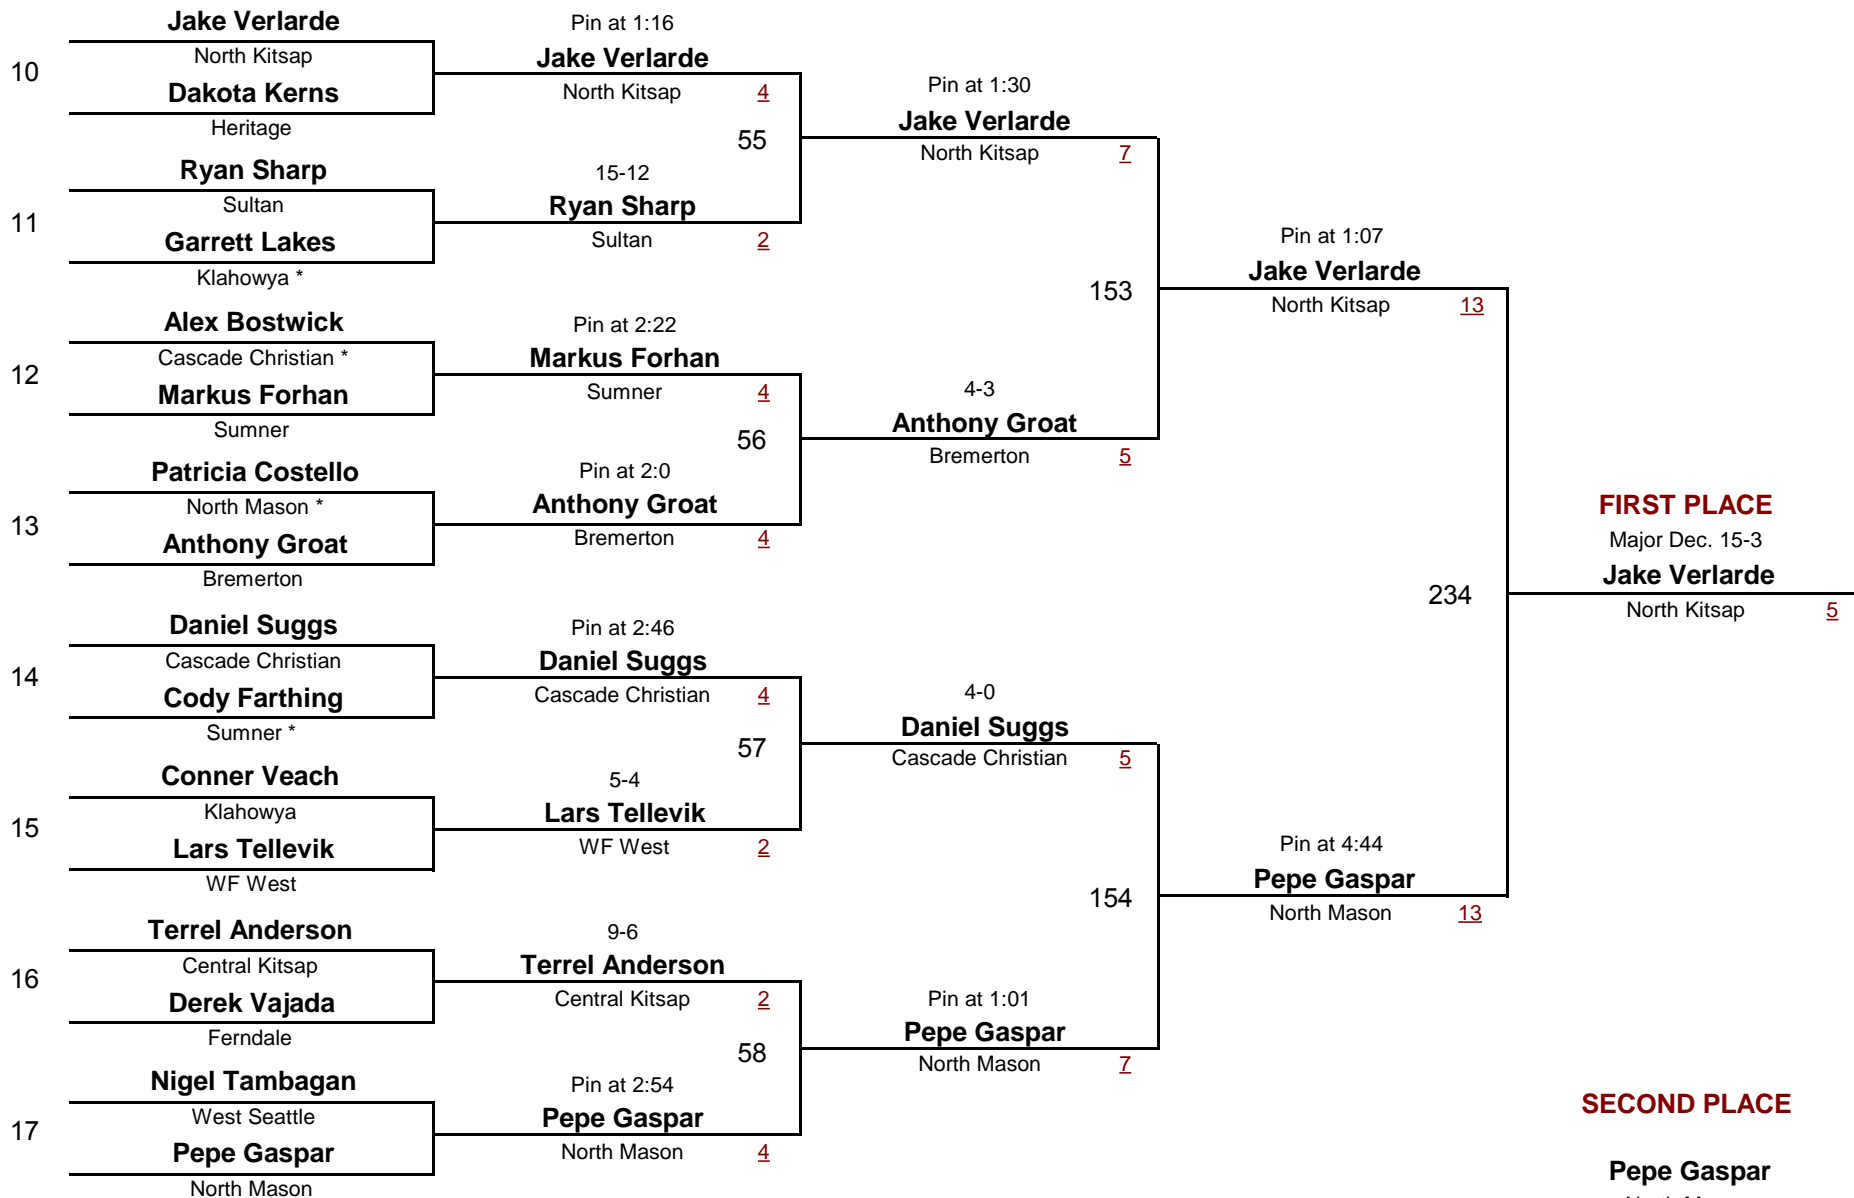 Jake Verlarde
North Kitsap
10
Dakota Kerns
Heritage
Ryan Sharp
Sultan
11
Garrett Lakes
Klahowya *
Alex Bostwick
Cascade Christian *
12
Markus Forhan
Sumner
Patricia Costello
North Mason *
13
Anthony Groat
Bremerton
Daniel Suggs
Cascade Christian
14
Cody Farthing
Sumner *
Conner Veach
Klahowya
15
Lars Tellevik
WF West
Terrel Anderson
Central Kitsap
16
Derek Vajada
Ferndale
Nigel Tambagan
West Seattle
17
Pepe Gaspar
North Mason
Pin at 1:16
Jake Verlarde
North Kitsap 4
55
15-12
Ryan Sharp
Sultan 2
Pin at 2:22
Markus Forhan
Sumner 4
56
Pin at 2:0
Anthony Groat
Bremerton 4
Pin at 2:46
Daniel Suggs
Cascade Christian 4
57
5-4
Lars Tellevik
WF West 2
9-6
Terrel Anderson
Central Kitsap 2
58
Pin at 2:54
Pepe Gaspar
North Mason 4
Pin at 1:30
Jake Verlarde
North Kitsap 7
153
4-3
Anthony Groat
Bremerton 5
4-0
Daniel Suggs
Cascade Christian 5
154
Pin at 1:01
Pepe Gaspar
North Mason 7
Pin at 1:07
Jake Verlarde
North Kitsap 13
234
Pin at 4:44
Pepe Gaspar
North Mason 13
FIRST PLACE
Major Dec. 15-3
Jake Verlarde
North Kitsap 5
SECOND PLACE
Pepe Gaspar